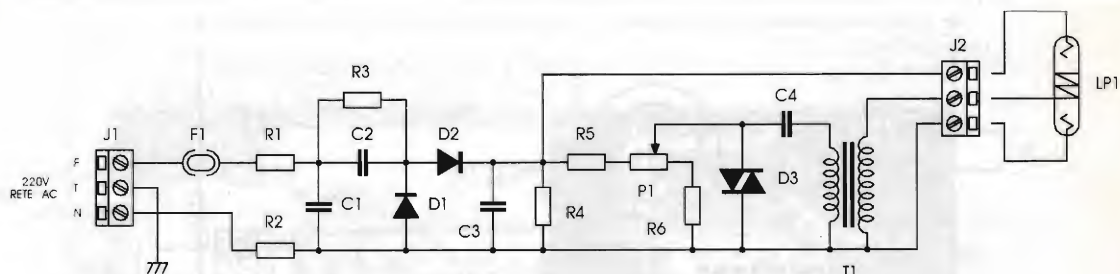 J1
F1
R1
R3
C2
D2
J2
LP1
F
T
N
220V
RETE AC
R2
C1
D1
C3
R4
R5
P1
R6
C4
D3
T1